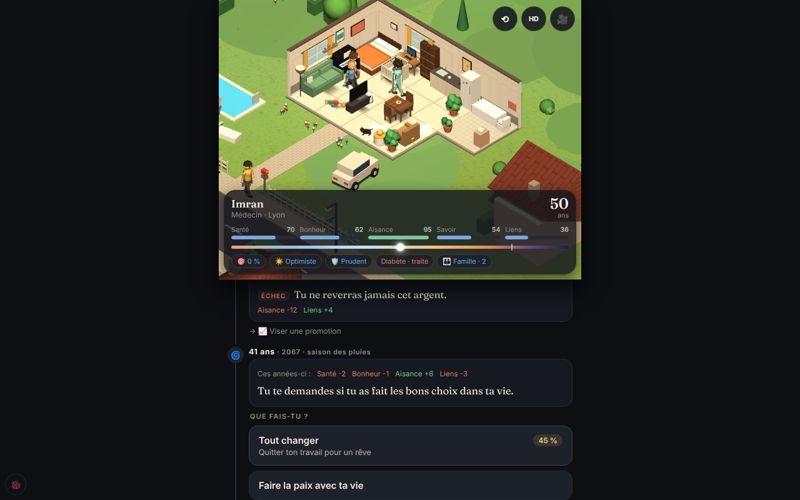 HD
Imran
50
Médecin · Lyon
ans
Santé 70 Bonheur 62 Aisance 95 Savoir 54 Liens 36
0 % Optimiste Prudent Diabète · traité Famille · 2
ÉCHEC Tu ne reverras jamais cet argent.
Aisance -12 Liens +4
→ Viser une promotion
41 ans · 2067 · saison des pluies
Ces années-ci : Santé -2 Bonheur -1 Aisance +6 Liens -3
Tu te demandes si tu as fait les bons choix dans ta vie.
QUE FAIS-TU ?
Tout changer 45 %
Quitter ton travail pour un rêve
Faire la paix avec ta vie